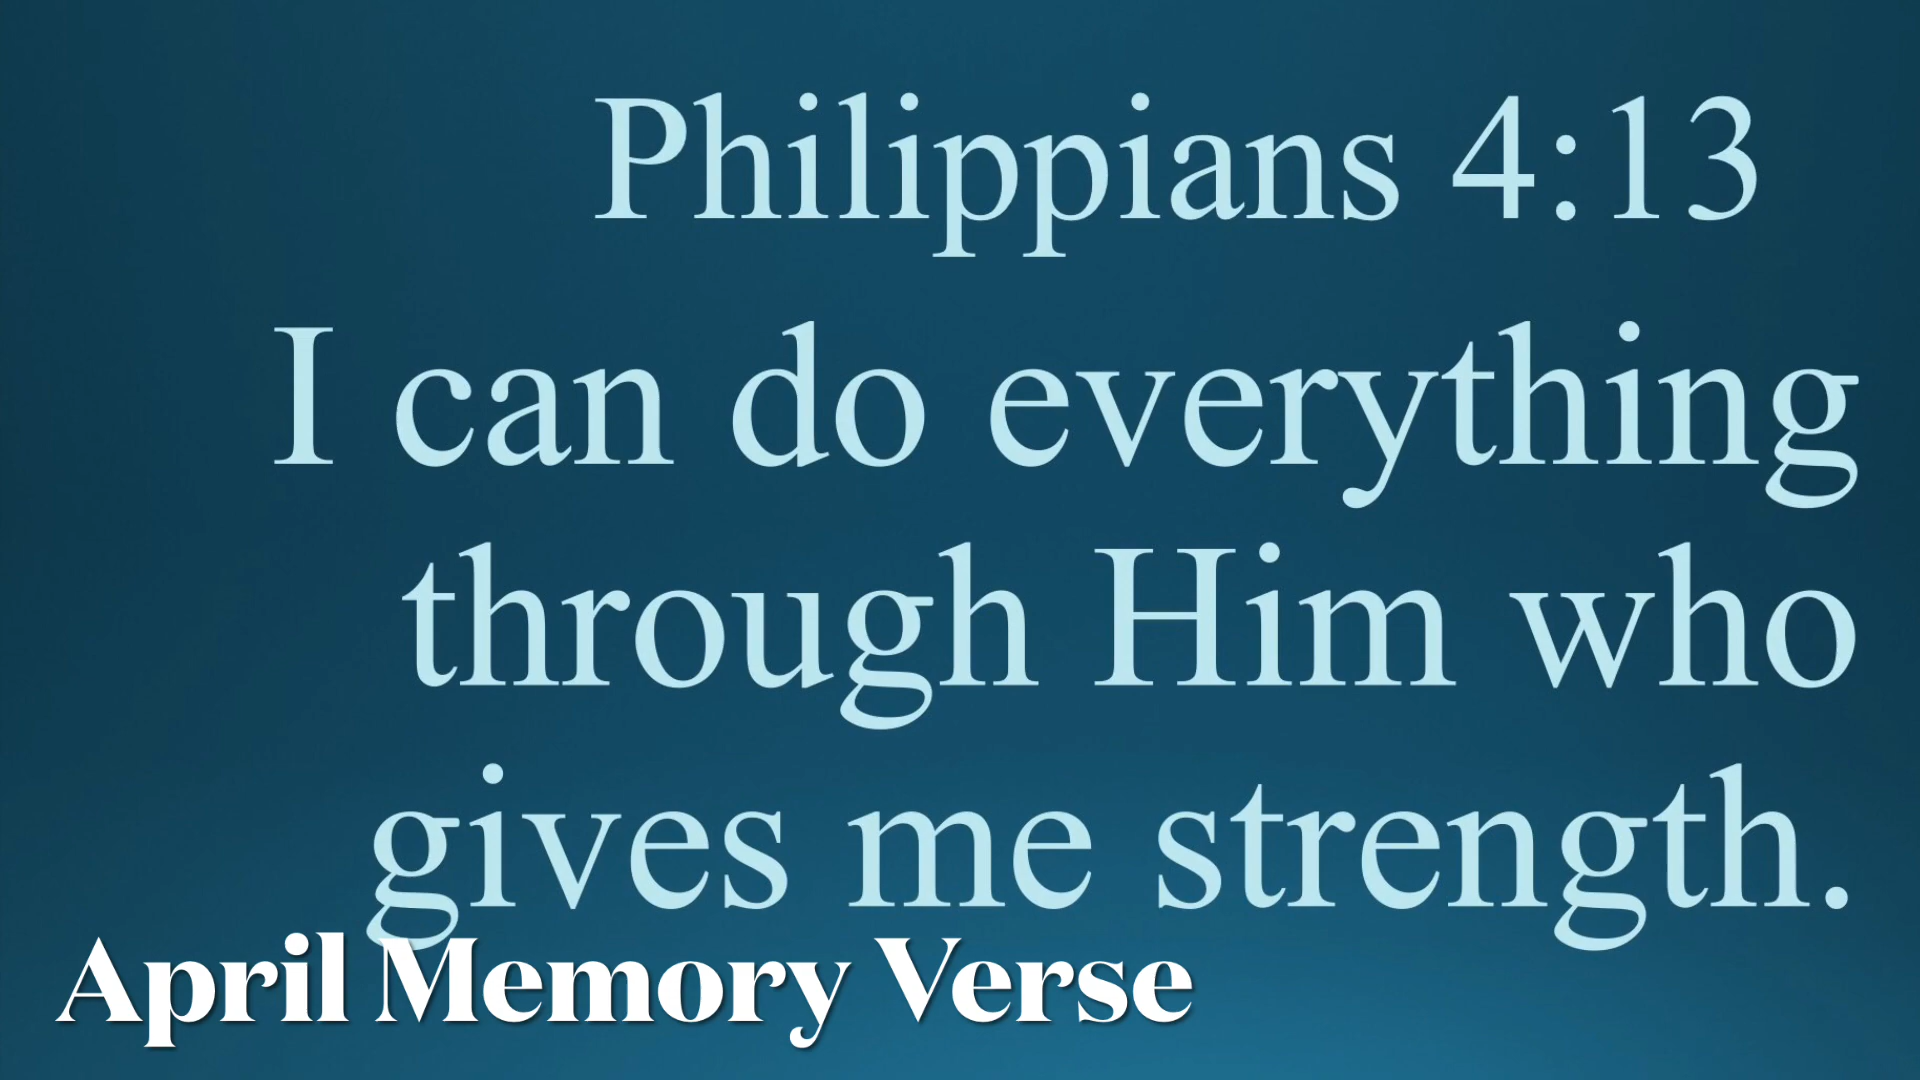 Philippians 4:13
I can do everything
through Him who
gives me strength.
April Memory Verse